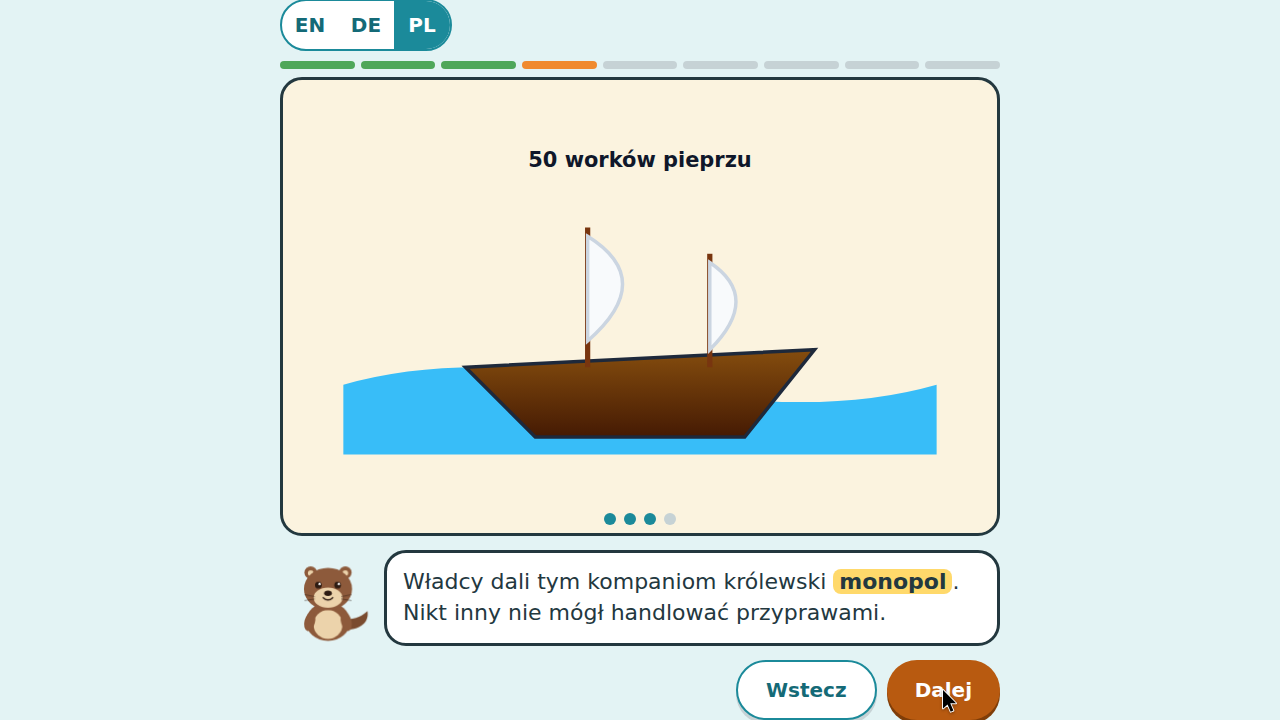 EN DE PL
50 worków pieprzu
Władcy dali tym kompaniom królewski monopol.
Nikt inny nie mógł handlować przyprawami.
Wstecz Dalej